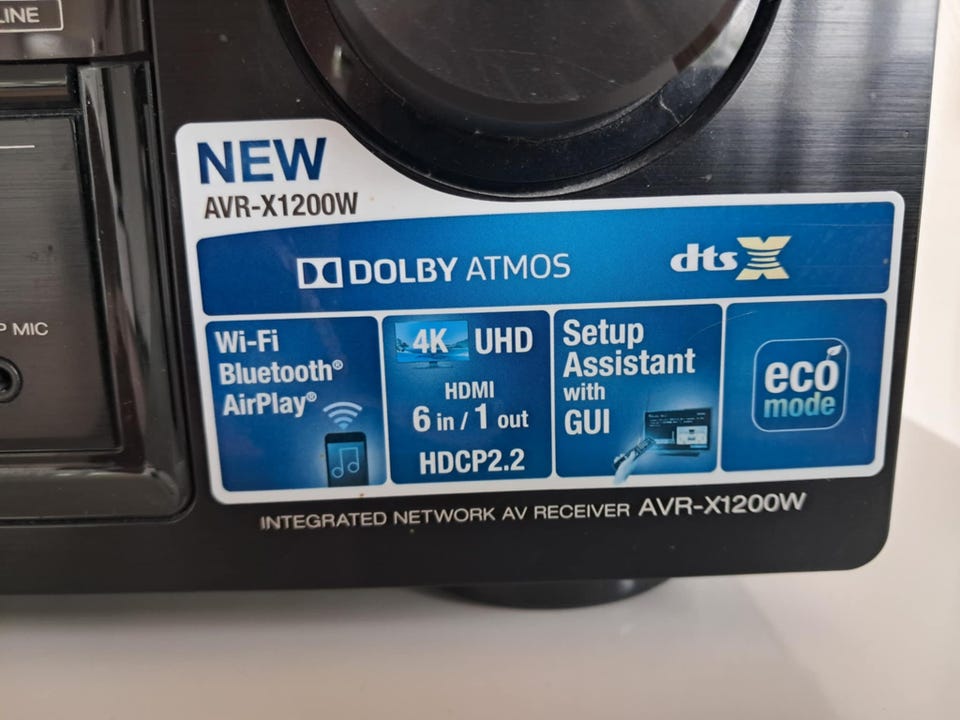 LINE
NEW
AVR-X1200W
DOLBY ATMOS
dts X
Wi-Fi
Bluetooth®
AirPlay®
4K UHD
HDMI
6 in / 1 out
HDCP2.2
Setup
Assistant
with
GUI
eco
mode
P MIC
INTEGRATED NETWORK AV RECEIVER AVR-X1200W